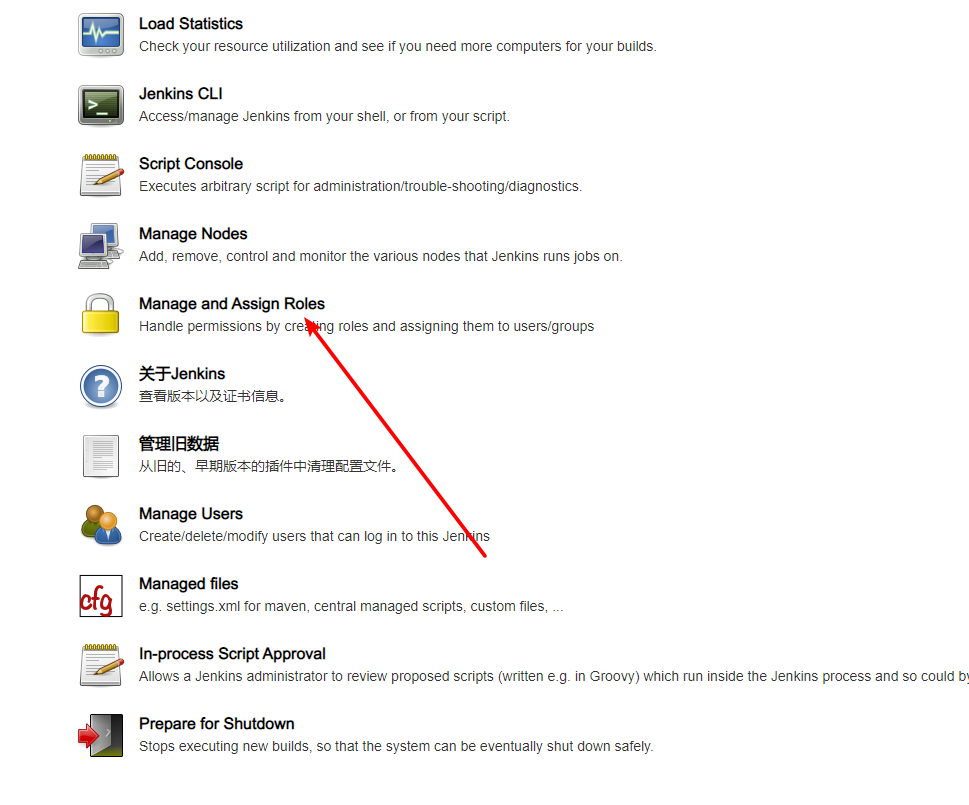 Load Statistics
Check your resource utilization and see if you need more computers for your builds.
Jenkins CLI
Access/manage Jenkins from your shell, or from your script.
Script Console
Executes arbitrary script for administration/trouble-shooting/diagnostics.
Manage Nodes
Add, remove, control and monitor the various nodes that Jenkins runs jobs on.
Manage and Assign Roles
Handle permissions by creating roles and assigning them to users/groups
关于Jenkins
查看版本以及证书信息。
管理旧数据
从旧的、早期版本的插件中清理配置文件。
Manage Users
Create/delete/modify users that can log in to this Jenkins
cfg
Managed files
e.g. settings.xml for maven, central managed scripts, custom files, ...
In-process Script Approval
Allows a Jenkins administrator to review proposed scripts (written e.g. in Groovy) which run inside the Jenkins process and so could
Prepare for Shutdown
Stops executing new builds, so that the system can be eventually shut down safely.